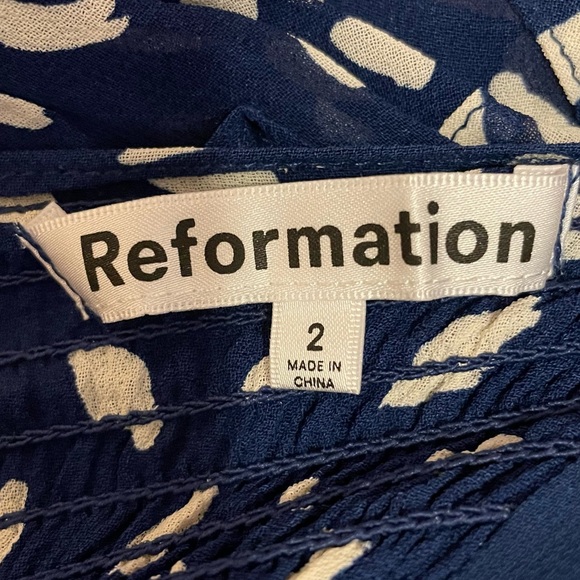 Reformation
2
MADE IN
CHINA